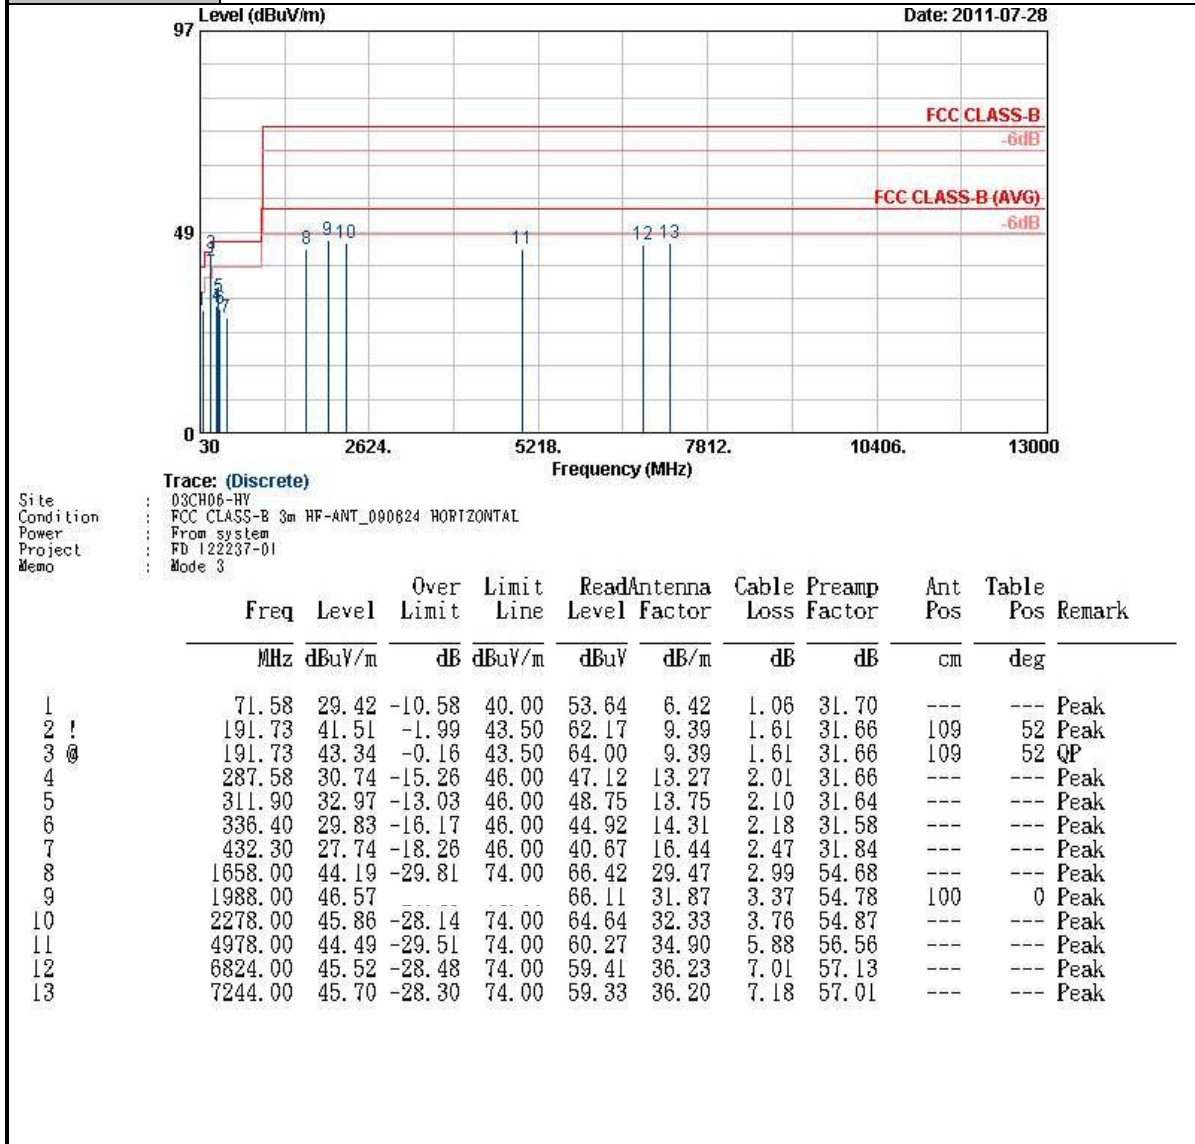 Level (dBuV/m) Date: 2011-07-28
97
FCC CLASS-B
-6dB
FCC CLASS-B (AVG)
-6dB
49
3
2
8 9 10 11 12 13
5
6
7
0
30 2624. 5218. 7812. 10406. 13000
Frequency (MHz)
Trace: (Discrete)
Site : 03CH06-HY
Condition : FCC CLASS-B 3m HF-ANT_090824 HORIZONTAL
Power : From system
Project : FD 122237-01
Memo : Mode 3
Over Limit ReadAntenna Cable Preamp Ant Table
Freq Level Limit Line Level Factor Loss Factor Pos Pos Remark
MHz dBuV/m dB dBuV/m dBuV dB/m dB dB cm deg
1 71.58 29.42 -10.58 40.00 53.64 6.42 1.06 31.70 --- --- Peak
2 ! 191.73 41.51 -1.99 43.50 62.17 9.39 1.61 31.66 109 52 Peak
3 @ 191.73 43.34 -0.16 43.50 64.00 9.39 1.61 31.66 109 52 QP
4 287.58 30.74 -15.26 46.00 47.12 13.27 2.01 31.66 --- --- Peak
5 311.90 32.97 -13.03 46.00 48.75 13.75 2.10 31.64 --- --- Peak
6 336.40 29.83 -16.17 46.00 44.92 14.31 2.18 31.58 --- --- Peak
7 432.30 27.74 -18.26 46.00 40.67 16.44 2.47 31.84 --- --- Peak
8 1658.00 44.19 -29.81 74.00 66.42 29.47 2.99 54.68 --- --- Peak
9 1988.00 46.57 66.11 31.87 3.37 54.78 100 0 Peak
10 2278.00 45.86 -28.14 74.00 64.64 32.33 3.76 54.87 --- --- Peak
11 4978.00 44.49 -29.51 74.00 60.27 34.90 5.88 56.56 --- --- Peak
12 6824.00 45.52 -28.48 74.00 59.41 36.23 7.01 57.13 --- --- Peak
13 7244.00 45.70 -28.30 74.00 59.33 36.20 7.18 57.01 --- --- Peak